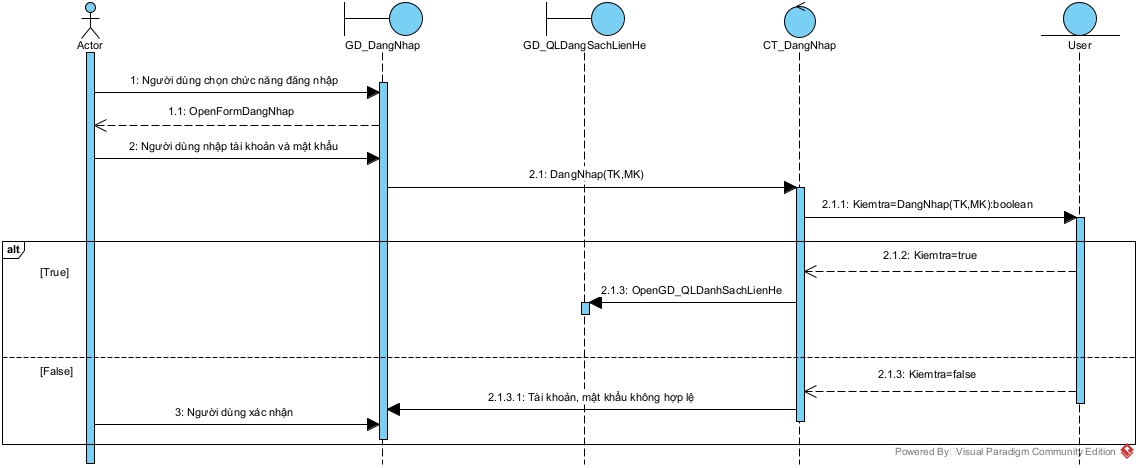 Actor
GD_DangNhap
GD_QLDangSachLienHe
CT_DangNhap
User
1: Người dùng chọn chức năng đăng nhập
1.1: OpenFormDangNhap
2: Người dùng nhập tài khoản và mật khẩu
2.1: DangNhap(TK,MK)
2.1.1: Kiemtra=DangNhap(TK,MK):boolean
alt
[True]
2.1.2: Kiemtra=true
2.1.3: OpenGD_QLDanhSachLienHe
[False]
2.1.3: Kiemtra=false
2.1.3.1: Tài khoản, mật khẩu không hợp lệ
3: Người dùng xác nhận
Powered By Visual Paradigm Community Edition